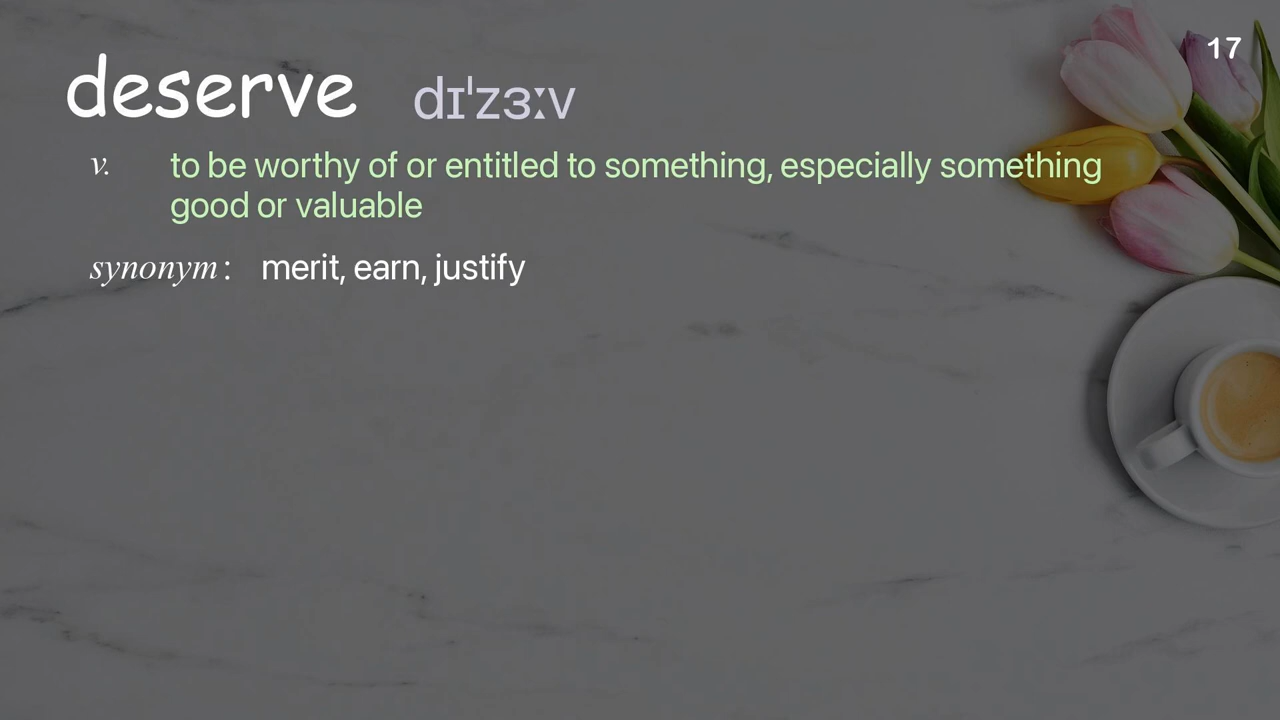 17
deserve dɪˈzɜːv
v. to be worthy of or entitled to something, especially something
good or valuable
synonym: merit, earn, justify